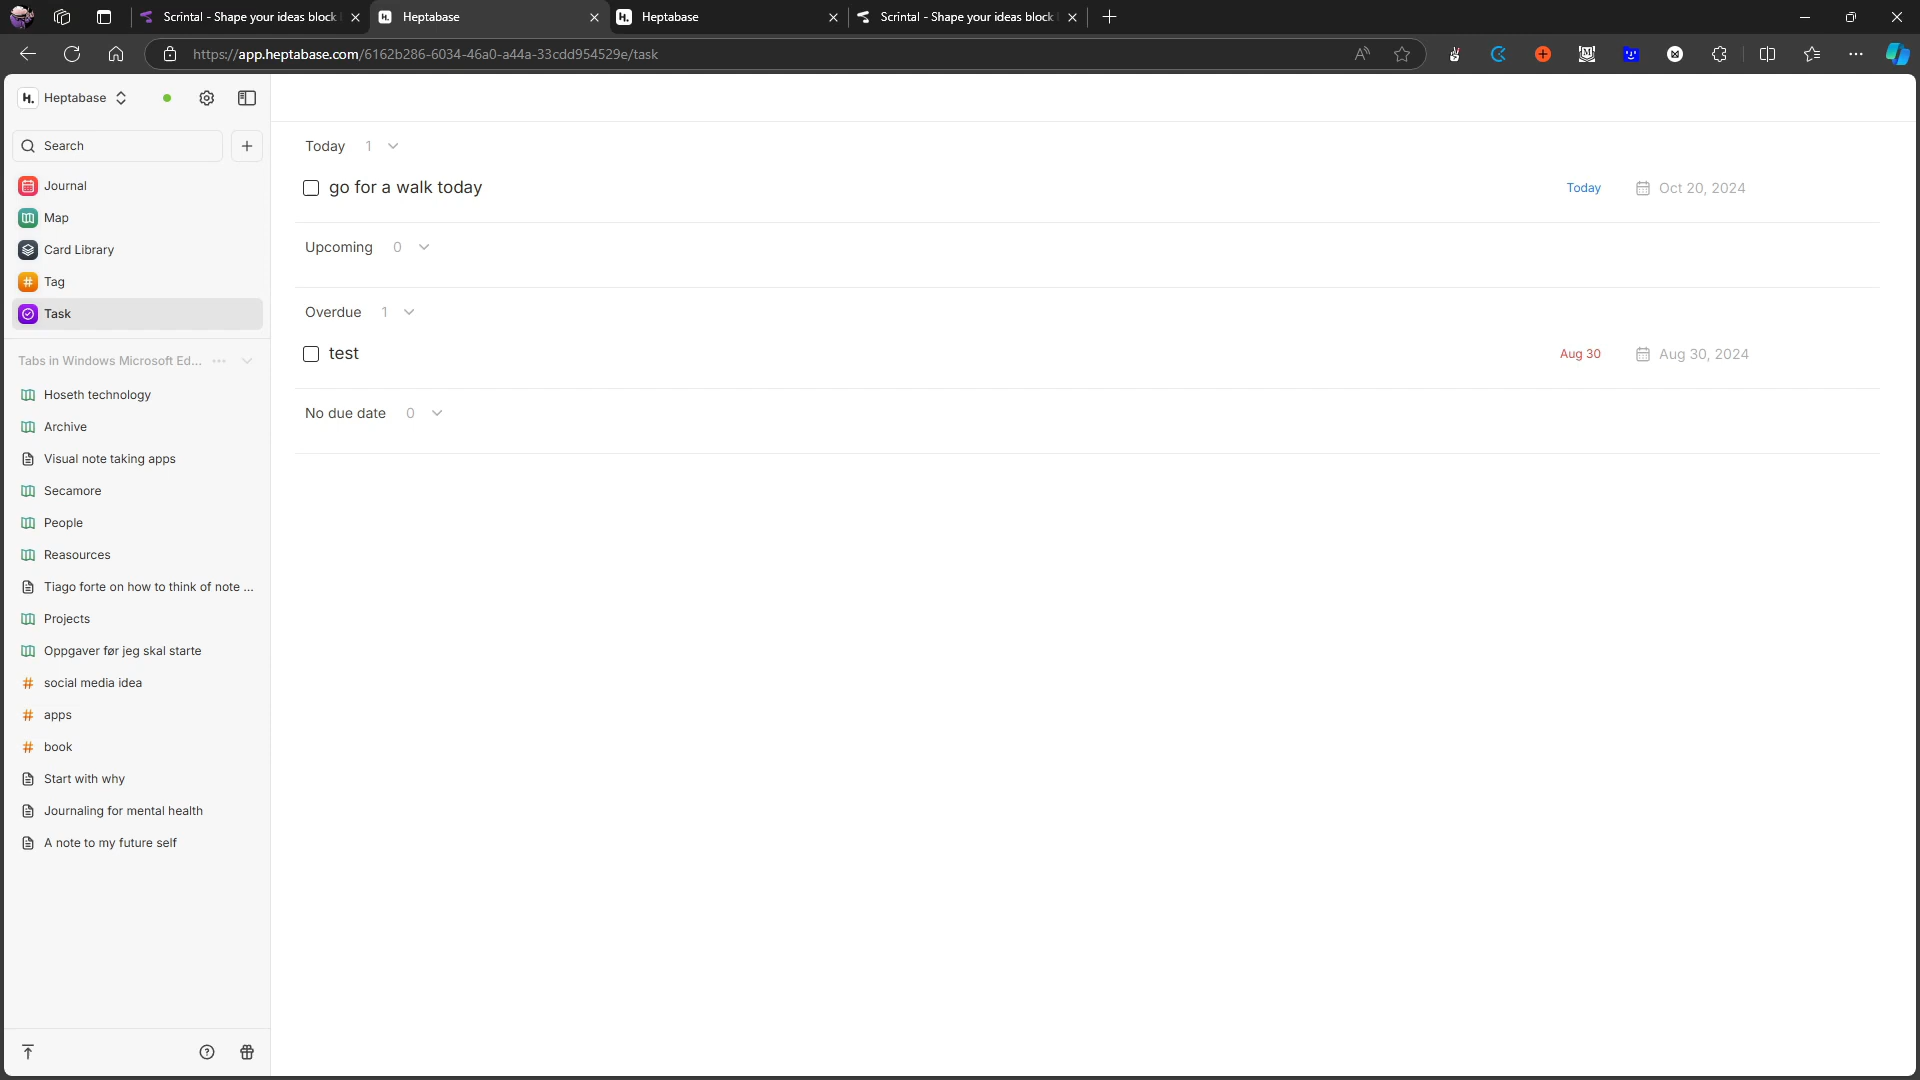 Scrintal - Shape your ideas block
Heptabase
Heptabase
Scrintal - Shape your ideas block
https://app.heptabase.com/6162b286-6034-46a0-a44a-33cdd954529e/task
H. Heptabase
Search
Journal
Map
Card Library
Tag
Task
Tabs in Windows Microsoft Ed...
Hoseth technology
Archive
Visual note taking apps
Secamore
People
Reasources
Tiago forte on how to think of note ...
Projects
Oppgaver før jeg skal starte
# social media idea
# apps
# book
Start with why
Journaling for mental health
A note to my future self
Today 1
go for a walk today Today Oct 20, 2024
Upcoming 0
Overdue 1
test Aug 30 Aug 30, 2024
No due date 0